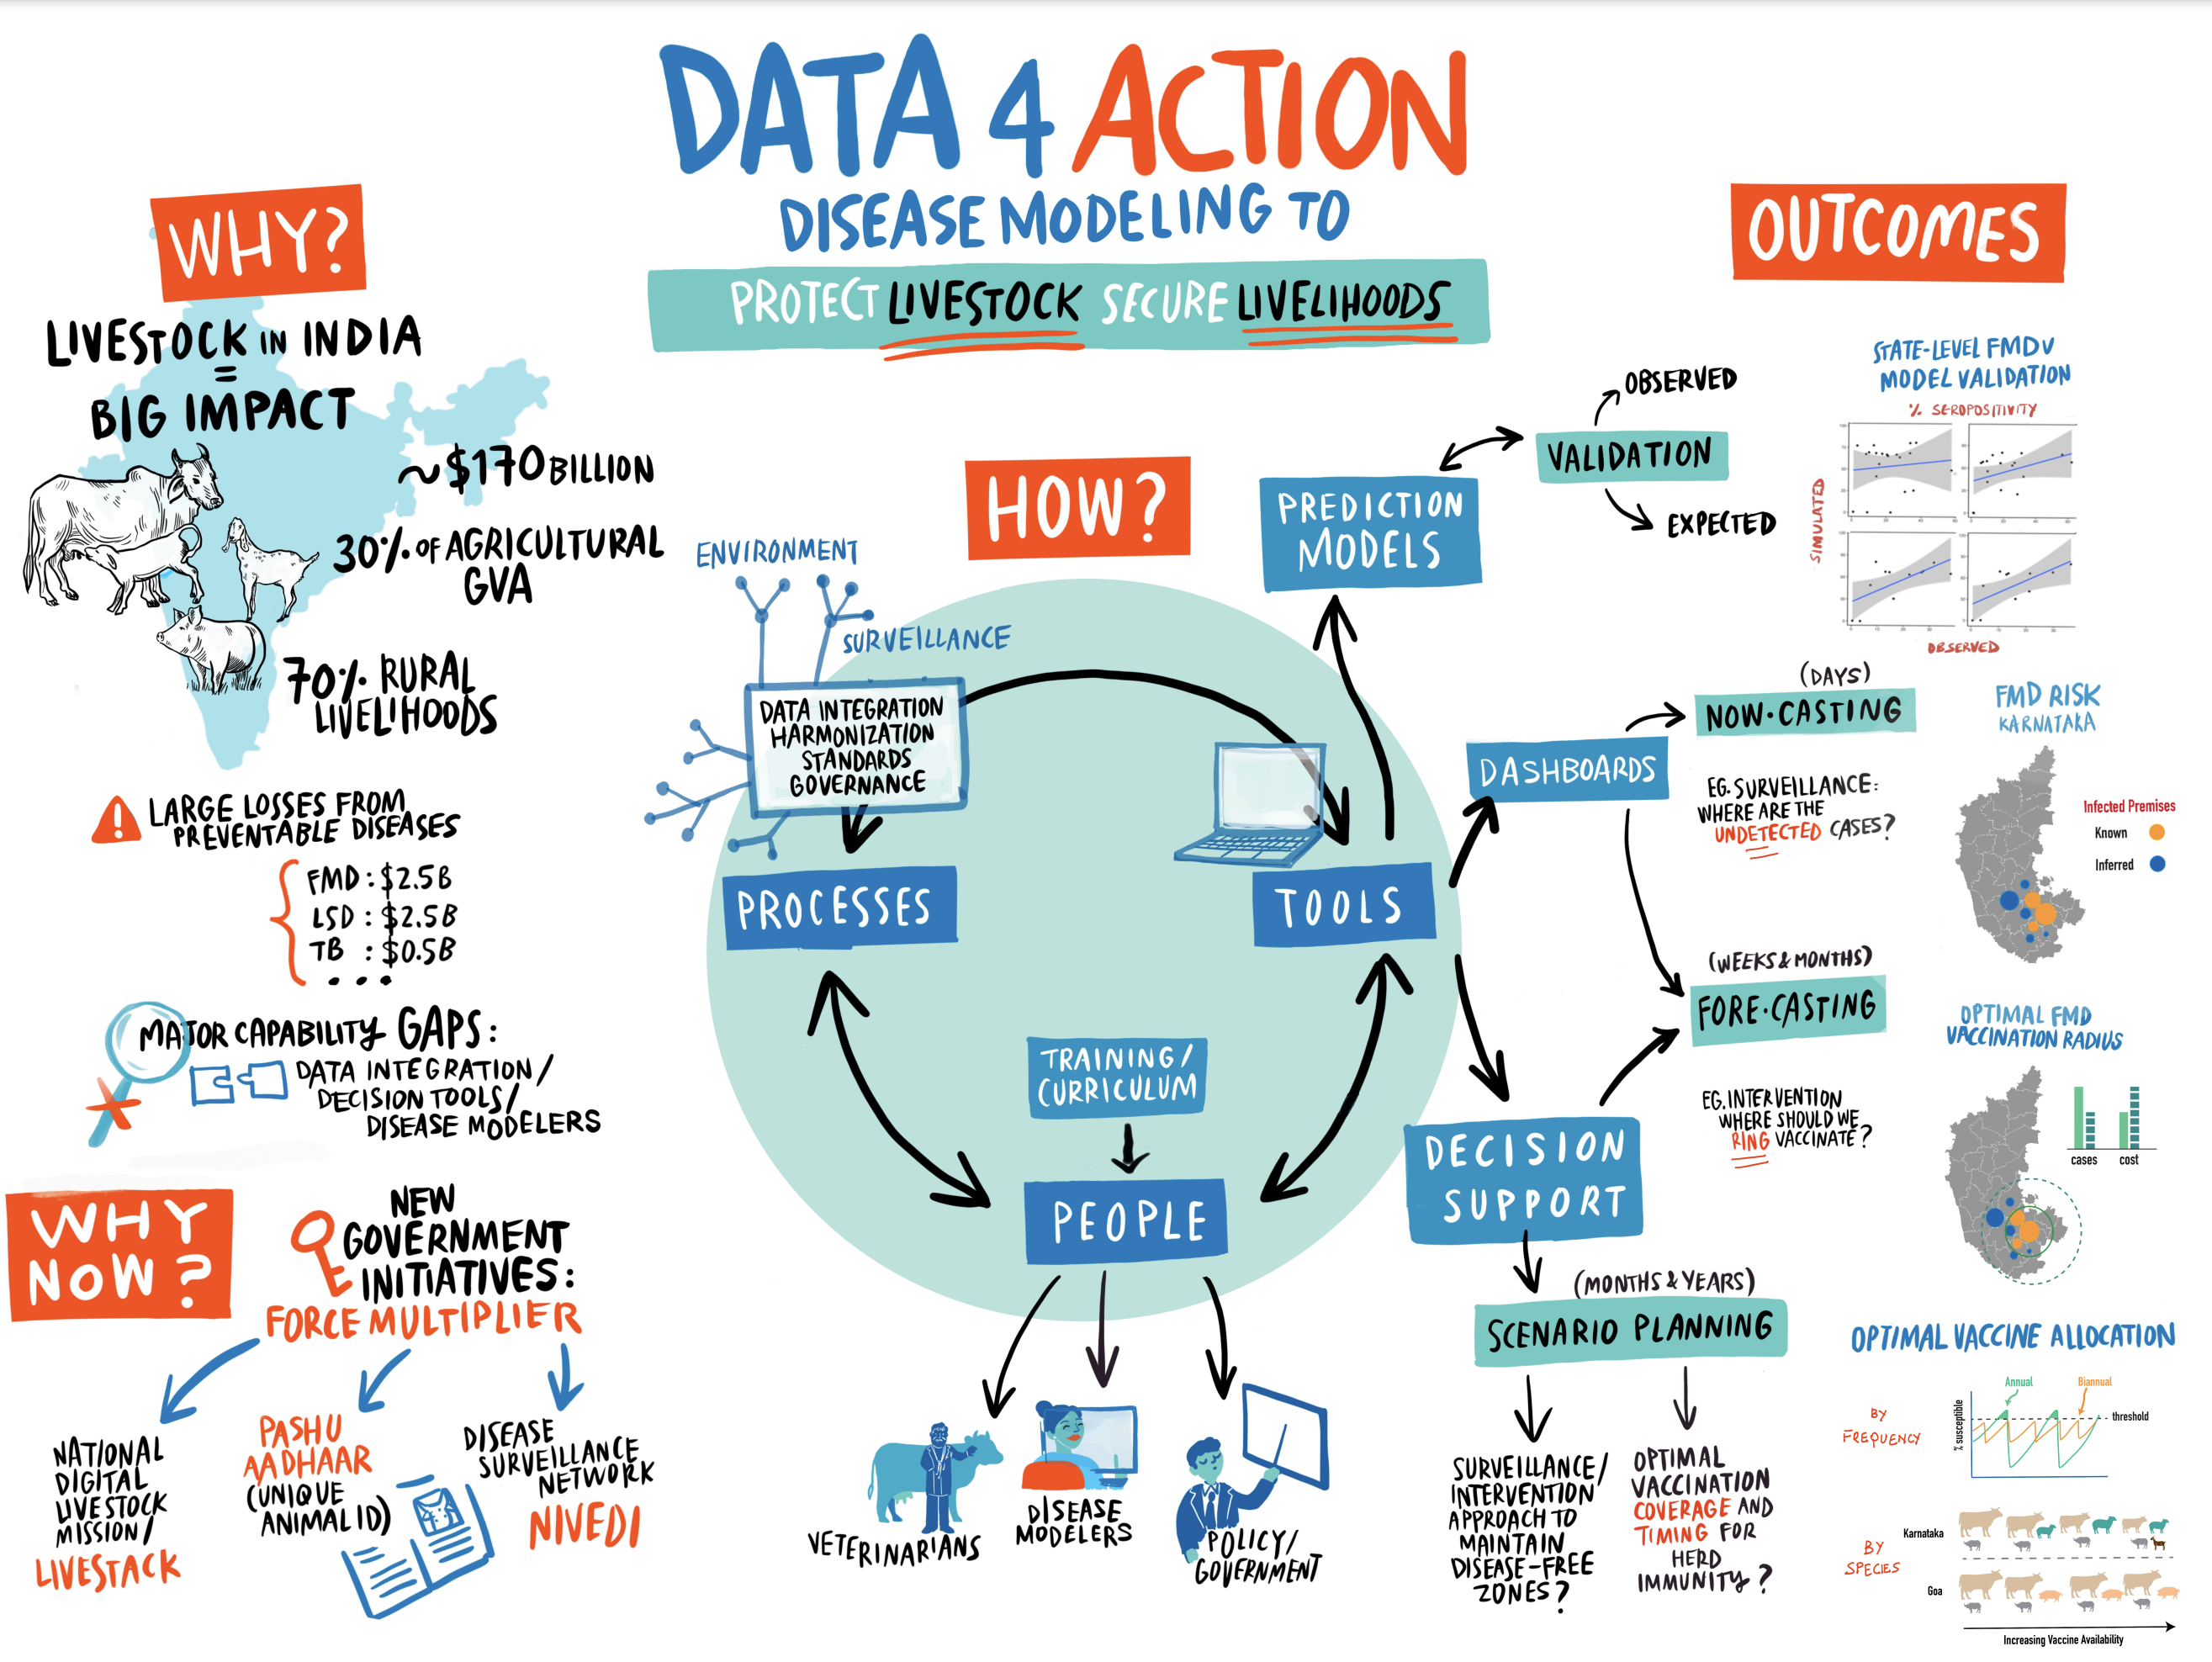 DATA 4 ACTION
DISEASE MODELING TO
PROTECT LIVESTOCK SECURE LIVELIHOODS
WHY?
LIVESTOCK IN INDIA
=
BIG IMPACT
~$170 BILLION
30% OF AGRICULTURAL
GVA
70% RURAL
LIVELIHOODS
LARGE LOSSES FROM
PREVENTABLE DISEASES
FMD : $2.5B
LSD : $2.5B
TB : $0.5B
...
MAJOR CAPABILITY GAPS:
DATA INTEGRATION/
DECISION TOOLS/
DISEASE MODELERS
WHY
NOW?
NEW
GOVERNMENT
INITIATIVES:
FORCE MULTIPLIER
NATIONAL
DIGITAL
LIVESTOCK
MISSION/
LIVESTACK
PASHU
AADHAAR
(UNIQUE
ANIMAL ID)
DISEASE
SURVEILLANCE
NETWORK
NIVEDI
HOW?
ENVIRONMENT
SURVEILLANCE
DATA INTEGRATION
HARMONIZATION
STANDARDS
GOVERNANCE
PROCESSES
TOOLS
TRAINING/
CURRICULUM
PEOPLE
VETERINARIANS
DISEASE
MODELERS
POLICY/
GOVERNMENT
PREDICTION
MODELS
OBSERVED
VALIDATION
EXPECTED
DASHBOARDS
(DAYS)
NOW·CASTING
EG. SURVEILLANCE:
WHERE ARE THE
UNDETECTED CASES?
(WEEKS & MONTHS)
FORE·CASTING
EG. INTERVENTION
WHERE SHOULD WE
RING VACCINATE?
DECISION
SUPPORT
(MONTHS & YEARS)
SCENARIO PLANNING
SURVEILLANCE/
INTERVENTION
APPROACH TO
MAINTAIN
DISEASE-FREE
ZONES?
OPTIMAL
VACCINATION
COVERAGE AND
TIMING FOR
HERD
IMMUNITY?
OUTCOMES
STATE-LEVEL FMDV
MODEL VALIDATION
% SEROPOSITIVITY
SIMULATED
OBSERVED
FMD RISK
KARNATAKA
Infected Premises
Known
Inferred
OPTIMAL FMD
VACCINATION RADIUS
cases cost
OPTIMAL VACCINE ALLOCATION
BY
FREQUENCY
% susceptible
Annual
Biannual
threshold
BY
SPECIES
Karnataka
Goa
Increasing Vaccine Availability